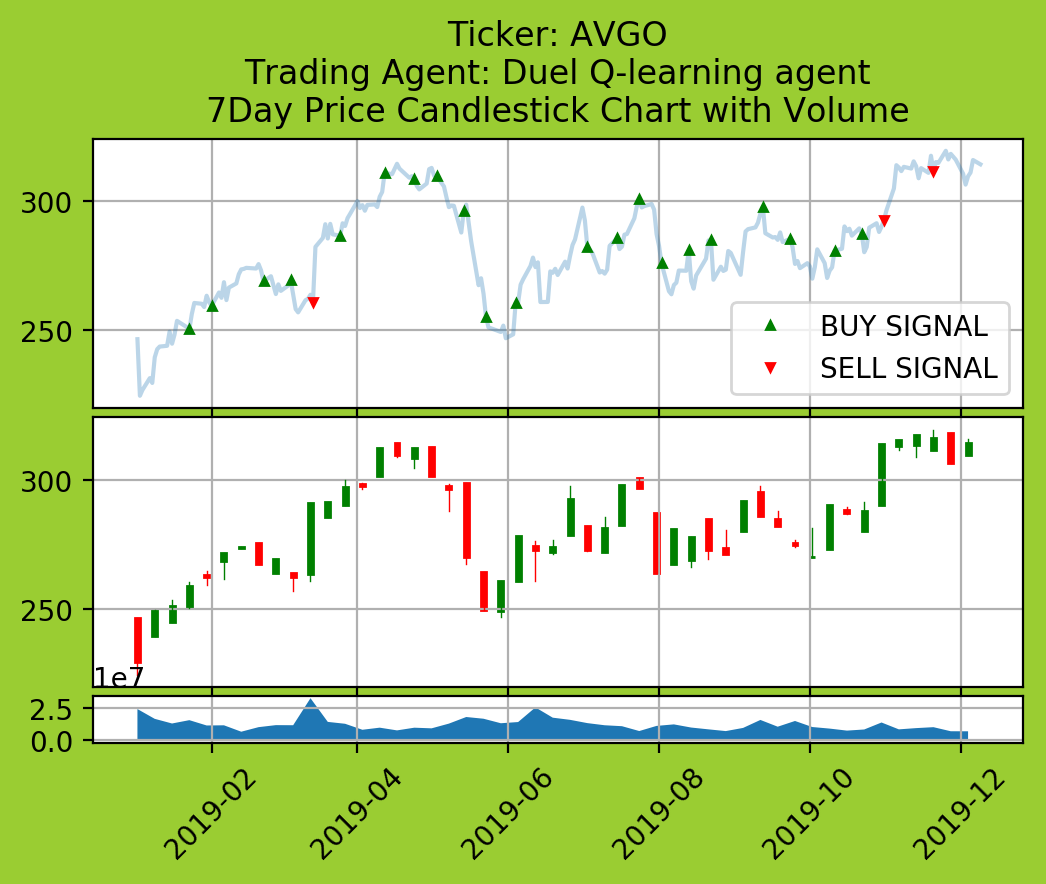 Ticker: AVGO
Trading Agent: Duel Q-learning agent
7Day Price Candlestick Chart with Volume
300
250
BUY SIGNAL
SELL SIGNAL
300
250
1e7
2.5
0.0
2019-02
2019-04
2019-06
2019-08
2019-10
2019-12